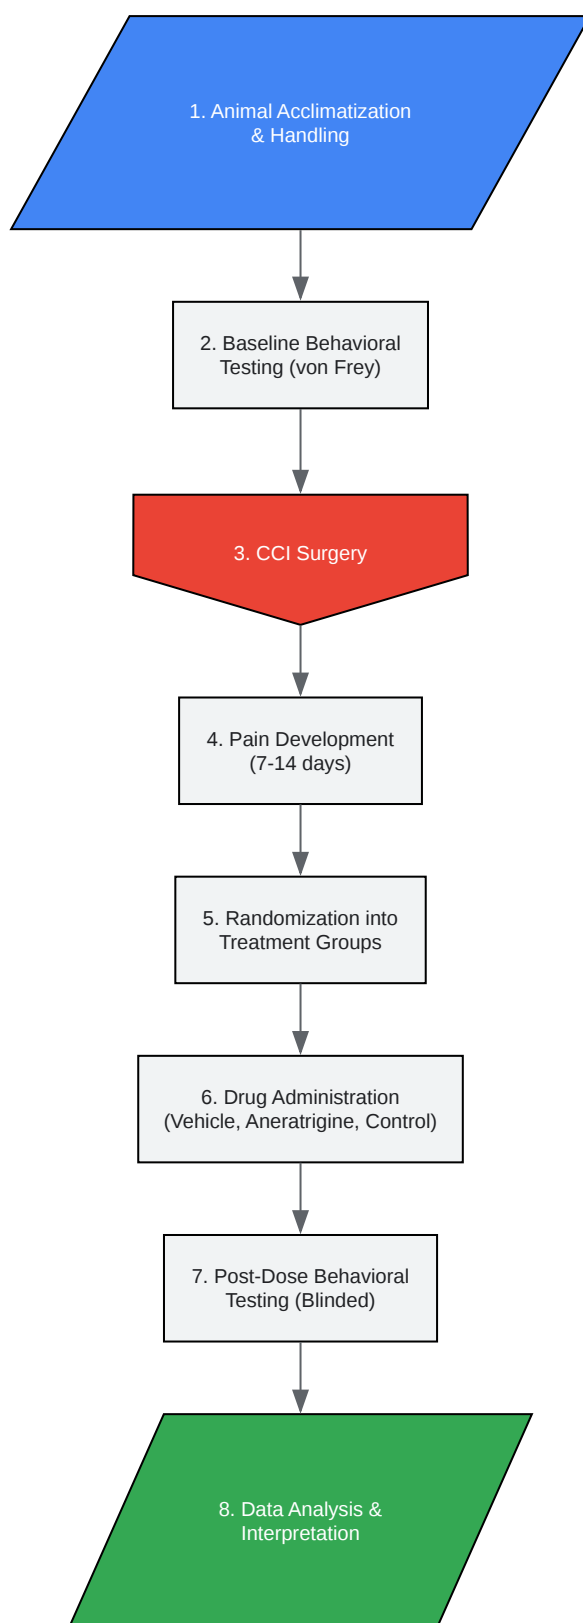 1. Animal Acclimatization
& Handling
2. Baseline Behavioral
Testing (von Frey)
3. CCI Surgery
4. Pain Development
(7-14 days)
5. Randomization into
Treatment Groups
6. Drug Administration
(Vehicle, Aneratrigine, Control)
7. Post-Dose Behavioral
Testing (Blinded)
8. Data Analysis &
Interpretation